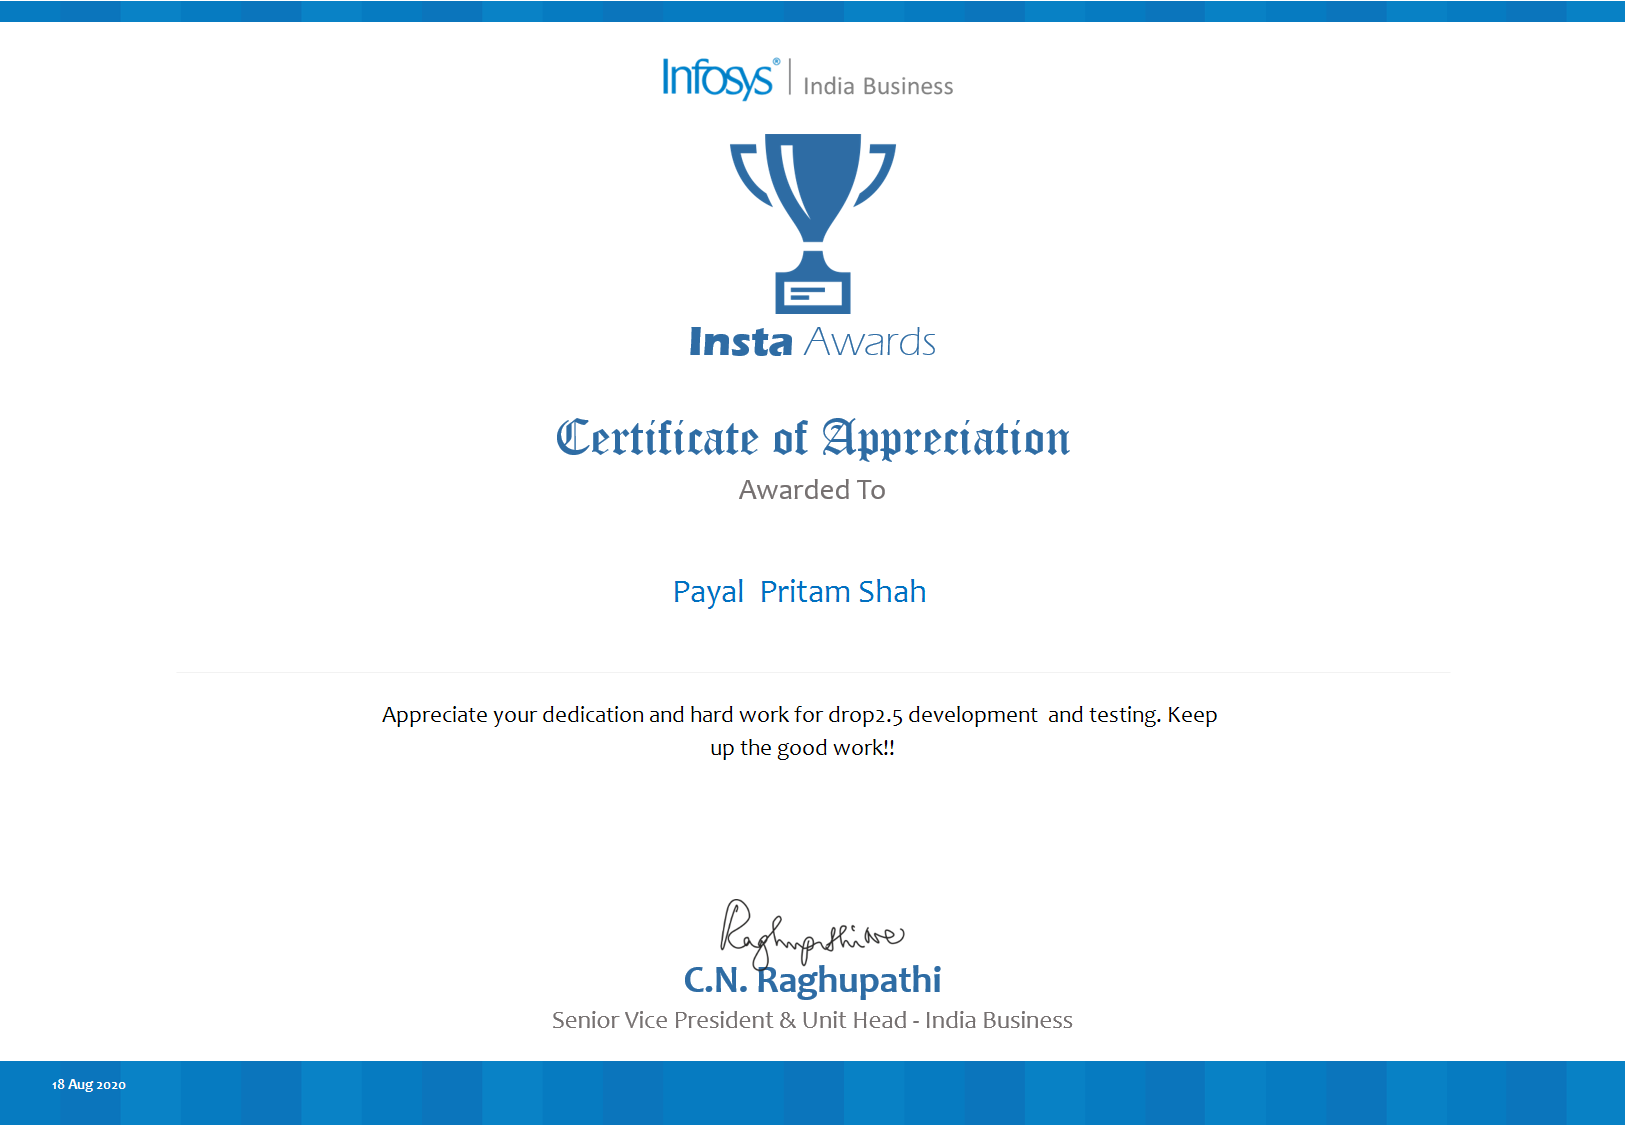 Infosys® | India Business
Insta Awards
Certificate of Appreciation
Awarded To
Payal  Pritam Shah
Appreciate your dedication and hard work for drop2.5 development  and testing. Keep
up the good work!!
C.N. Raghupathi
Senior Vice President & Unit Head - India Business
18 Aug 2020